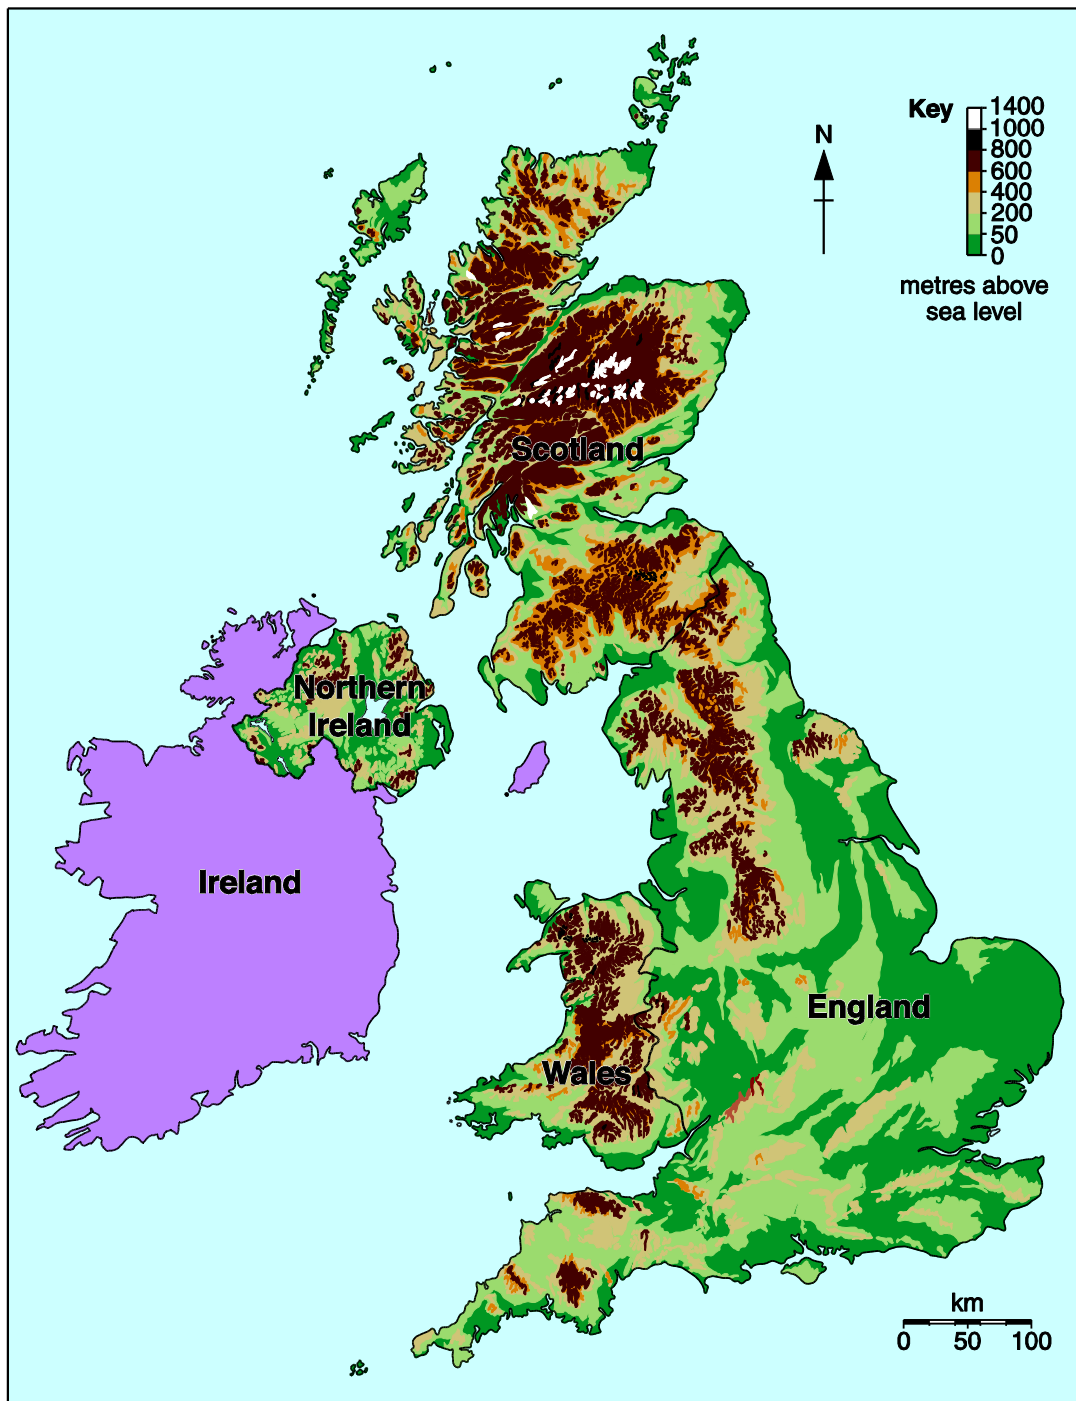 N
Key
1400
1000
800
600
400
200
50
0
metres above
sea level
Scotland
Northern
Ireland
Ireland
England
Wales
km
0 50 100